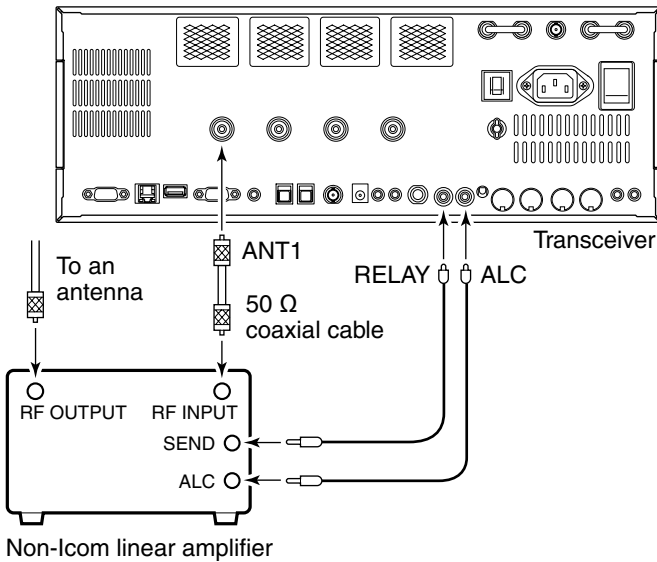 Transceiver
To an
antenna
ANT1
RELAY
ALC
50 Ω
coaxial cable
RF OUTPUT
RF INPUT
SEND
ALC
Non-Icom linear amplifier